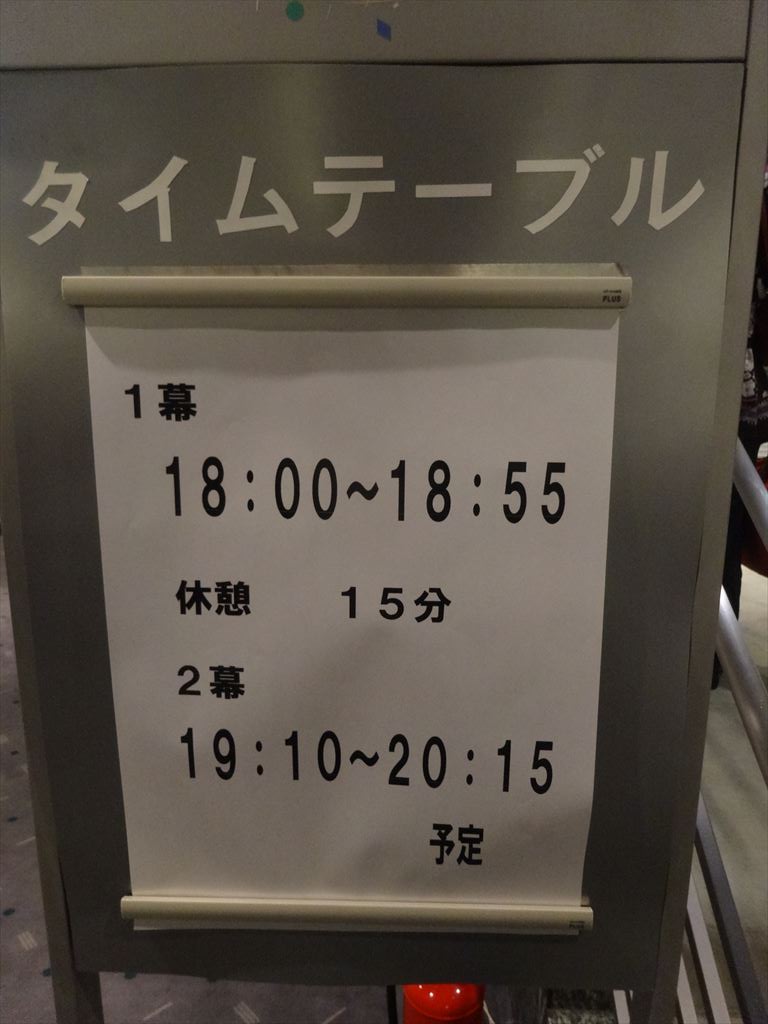 タイムテーブル
PLUS
１幕
18:00~18:55
休憩　１５分
２幕
19:10~20:15
予定